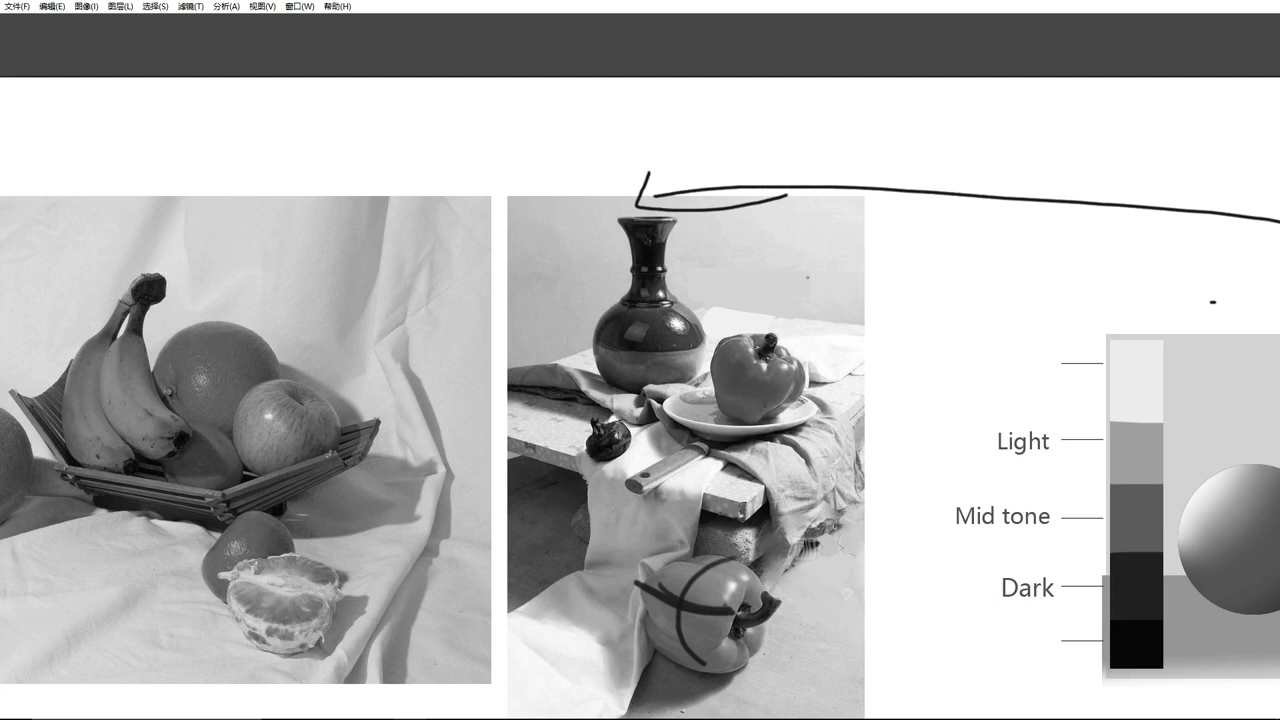 文件(F) 编辑(E) 图像(I) 图层(L) 选择(S) 滤镜(T) 分析(A) 视图(V) 窗口(W) 帮助(H)
Light
Mid tone
Dark